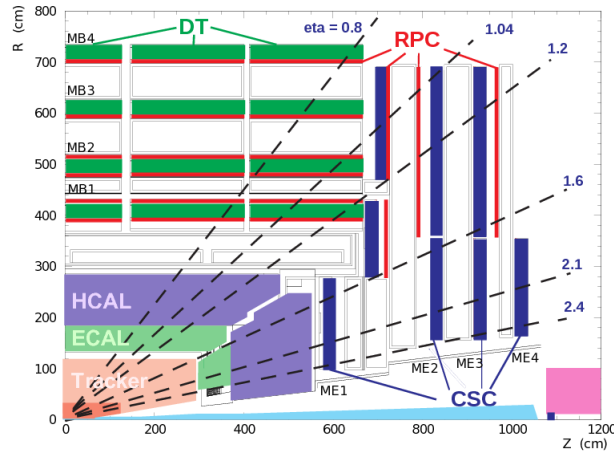 R (cm)
800
700
600
500
400
300
200
100
0
0
200
400
600
800
1000
1200
Z (cm)
DT
eta = 0.8
RPC
1.04
1.2
1.6
2.1
2.4
MB4
MB3
MB2
MB1
HCAL
ECAL
Tracker
ME1
ME2
ME3
ME4
CSC